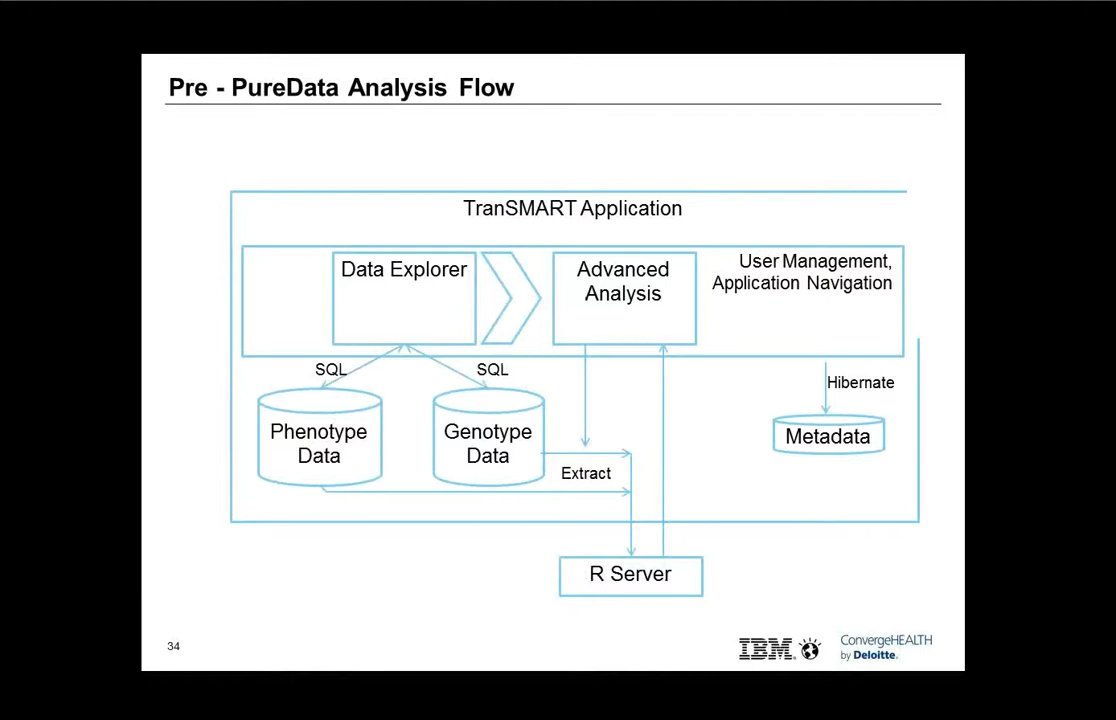 Pre - PureData Analysis Flow
TranSMART Application
Data Explorer
Advanced
Analysis
User Management,
Application Navigation
SQL
SQL
Hibernate
Phenotype
Data
Genotype
Data
Metadata
Extract
R Server
34
IBM
ConvergeHEALTH
by Deloitte.